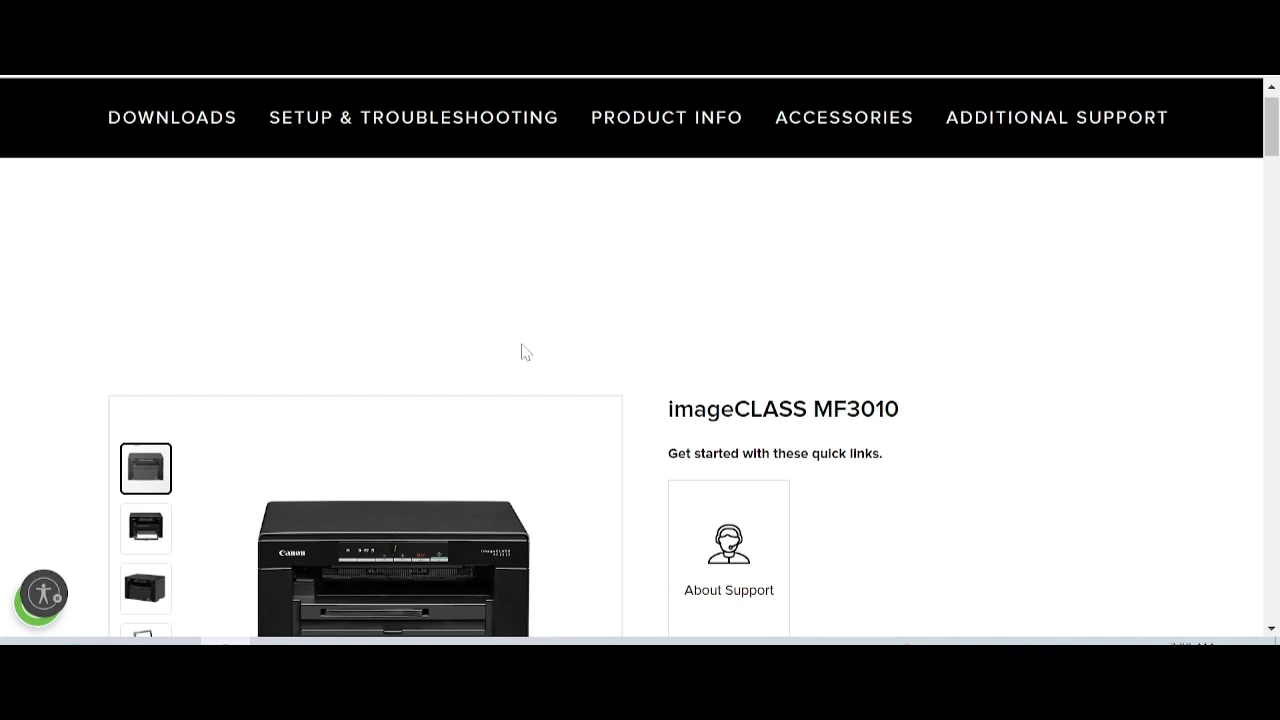 DOWNLOADS SETUP & TROUBLESHOOTING PRODUCT INFO ACCESSORIES ADDITIONAL SUPPORT
imageCLASS MF3010
Get started with these quick links.
Canon
About Support